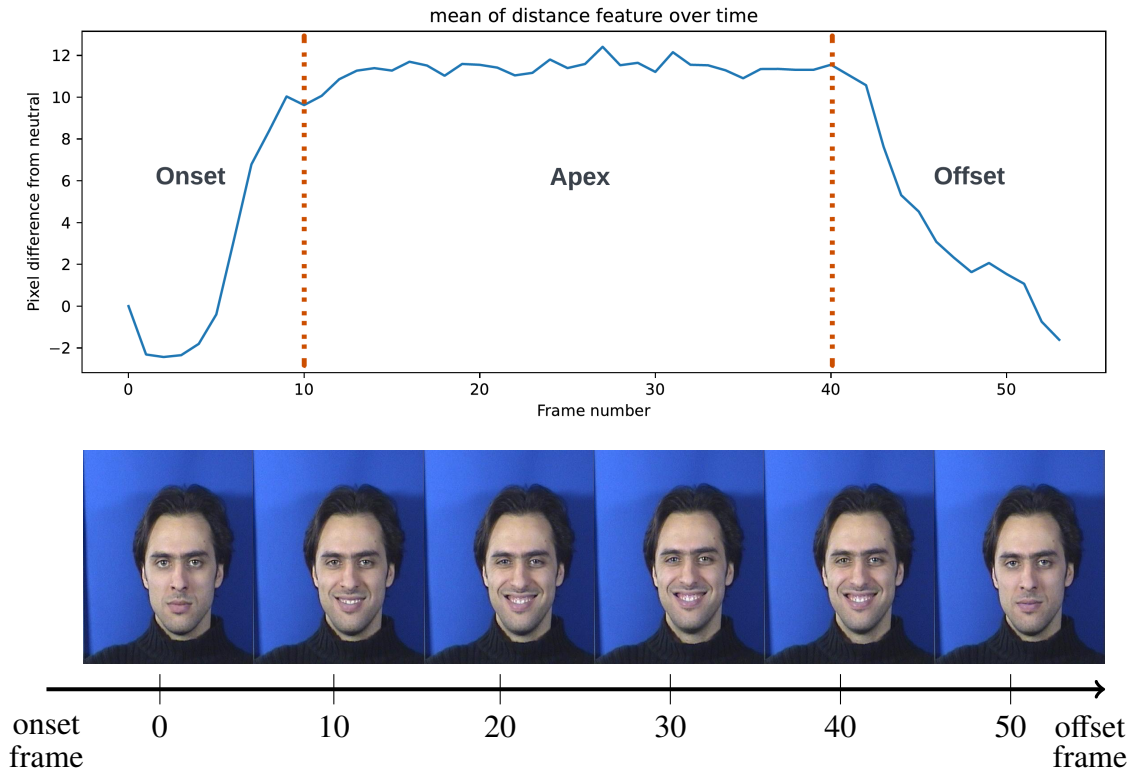 mean of distance feature over time
Pixel difference from neutral
12
10
8
6
4
2
0
−2
Onset
Apex
Offset
0 10 20 30 40 50
Frame number
0 10 20 30 40 50
onset
frame
offset
frame